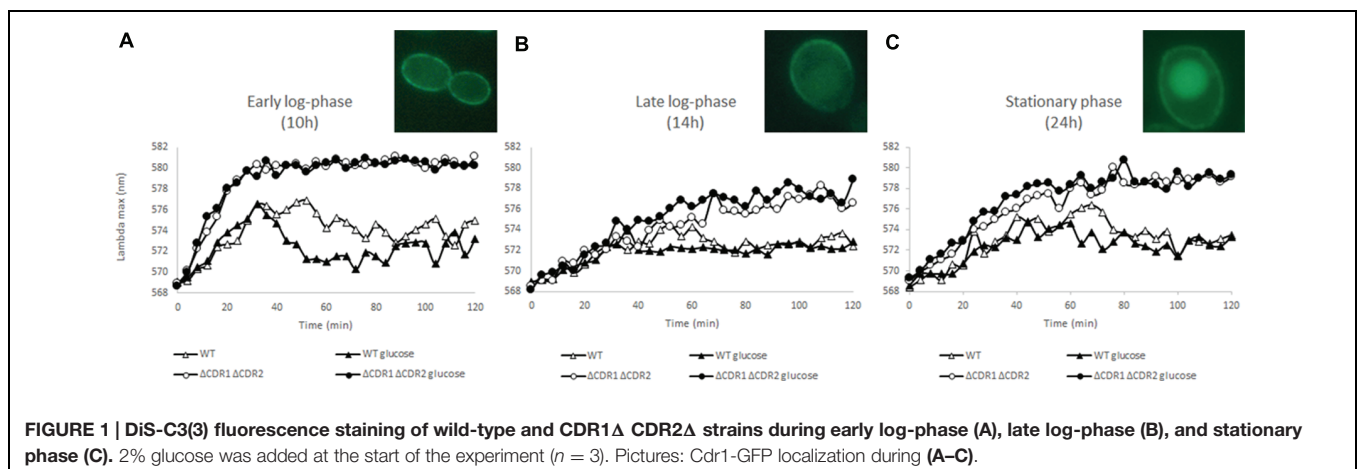 A
B
C
Early log-phase
(10h)
Late log-phase
(14h)
Stationary phase
(24h)
Lambda max (nm)
582
580
578
576
574
572
570
568
0
20
40
60
80
100
120
Time (min)
582
580
578
576
574
572
570
568
0
20
40
60
80
100
120
Time (min)
582
580
578
576
574
572
570
568
0
20
40
60
80
100
120
Time (min)
WT
WT glucose
ΔCDR1 ΔCDR2
ΔCDR1 ΔCDR2 glucose
WT
WT glucose
ΔCDR1 ΔCDR2
ΔCDR1 ΔCDR2 glucose
WT
WT glucose
ΔCDR1 ΔCDR2
ΔCDR1 ΔCDR2 glucose
FIGURE 1 | DiS-C3(3) fluorescence staining of wild-type and CDR1Δ CDR2Δ strains during early log-phase (A), late log-phase (B), and stationary
phase (C). 2% glucose was added at the start of the experiment (n = 3). Pictures: Cdr1-GFP localization during (A–C).